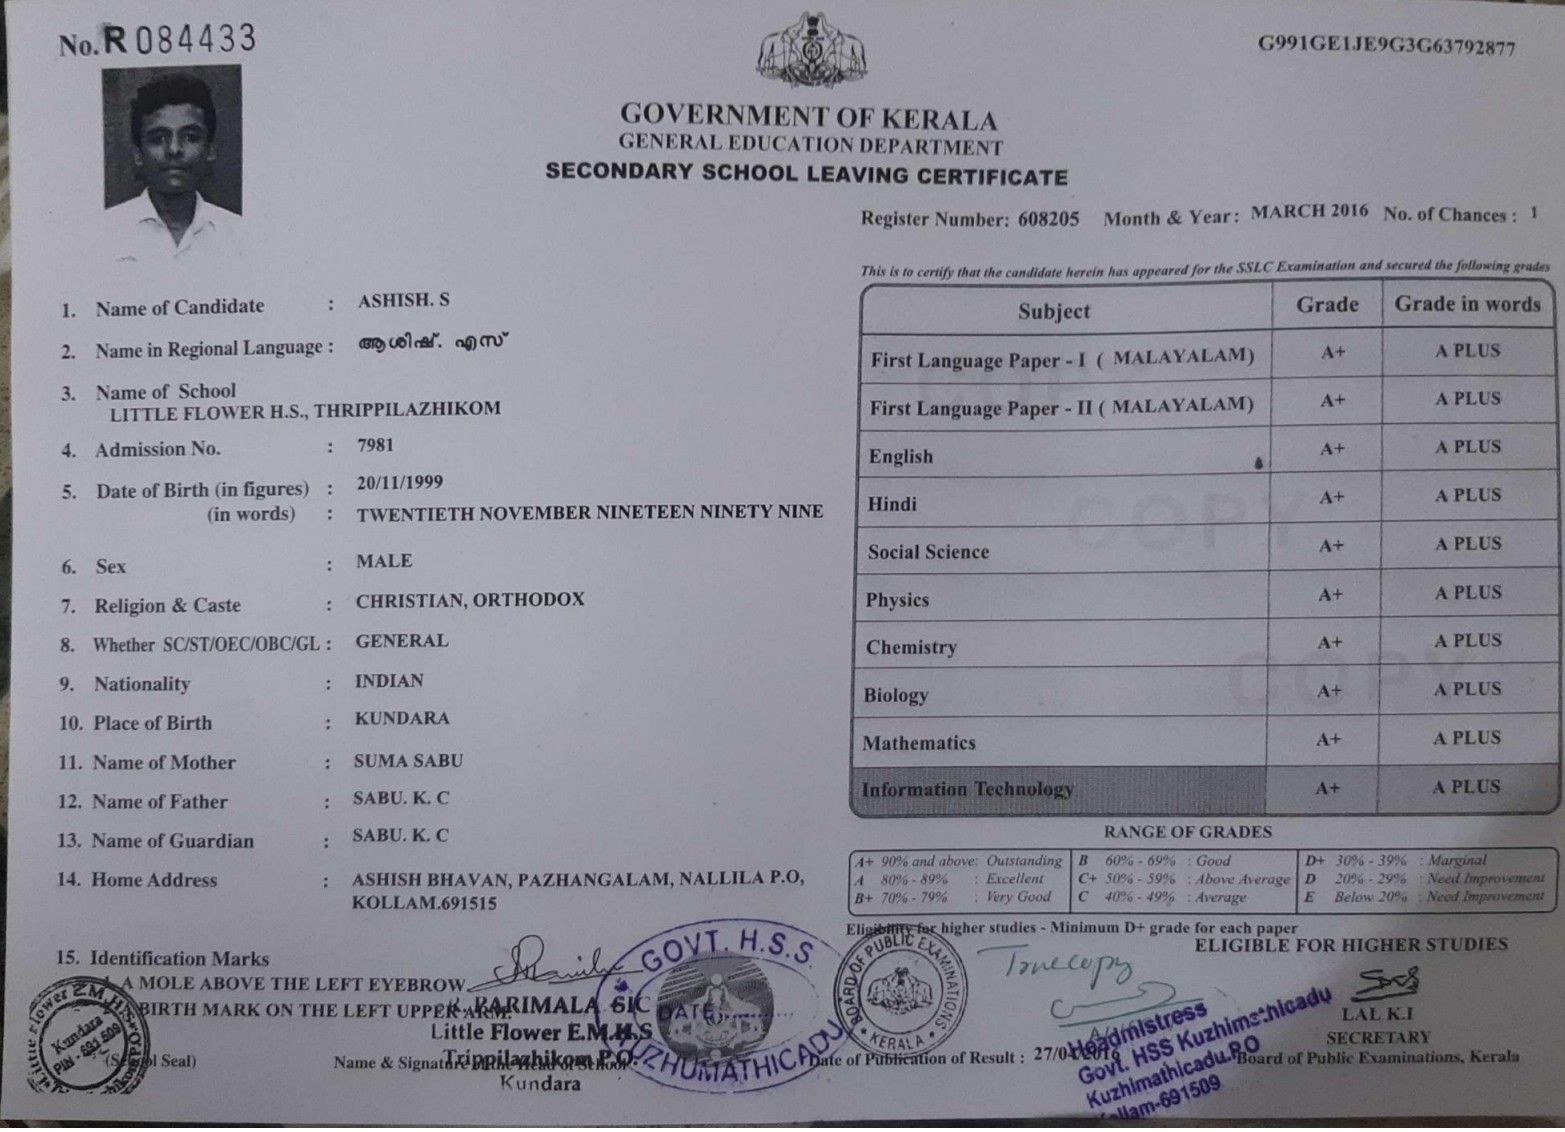 No. R 084433
G991GE1JE9G3G63792877
GOVERNMENT OF KERALA
GENERAL EDUCATION DEPARTMENT
SECONDARY SCHOOL LEAVING CERTIFICATE
Register Number: 608205 Month & Year: MARCH 2016 No. of Chances : 1
1. Name of Candidate : ASHISH. S
2. Name in Regional Language : ആശിഷ്. എസ്
3. Name of School
LITTLE FLOWER H.S., THRIPPILAZHIKOM
4. Admission No. : 7981
5. Date of Birth (in figures) : 20/11/1999
(in words) : TWENTIETH NOVEMBER NINETEEN NINETY NINE
6. Sex : MALE
7. Religion & Caste : CHRISTIAN, ORTHODOX
8. Whether SC/ST/OEC/OBC/GL : GENERAL
9. Nationality : INDIAN
10. Place of Birth : KUNDARA
11. Name of Mother : SUMA SABU
12. Name of Father : SABU. K. C
13. Name of Guardian : SABU. K. C
14. Home Address : ASHISH BHAVAN, PAZHANGALAM, NALLILA P.O,
KOLLAM.691515
15. Identification Marks
A MOLE ABOVE THE LEFT EYEBROW.
BIRTH MARK ON THE LEFT UPPER ARM.
PARIMALA SIC
Little Flower E.M.H.S
Trippilazhikom P.O.
Kundara
(School Seal)
Name & Signature of the Head of School
Little Flower E.M.H.S
Kundara
Pin - 691 509
GOVT. H.S.S.
DATE:
KUZHUMATHICADU
This is to certify that the candidate herein has appeared for the SSLC Examination and secured the following grades
Subject Grade Grade in words
First Language Paper - I ( MALAYALAM) A+ A PLUS
First Language Paper - II ( MALAYALAM) A+ A PLUS
English A+ A PLUS
Hindi A+ A PLUS
Social Science A+ A PLUS
Physics A+ A PLUS
Chemistry A+ A PLUS
Biology A+ A PLUS
Mathematics A+ A PLUS
Information Technology A+ A PLUS
COPY
COPY
COPY
RANGE OF GRADES
A+ 90% and above: Outstanding B 60% - 69% : Good D+ 30% - 39% : Marginal
A 80% - 89% : Excellent C+ 50% - 59% : Above Average D 20% - 29% : Need Improvement
B+ 70% - 79% : Very Good C 40% - 49% : Average E Below 20% : Need Improvement
Eligibility for higher studies - Minimum D+ grade for each paper
ELIGIBLE FOR HIGHER STUDIES
BOARD OF PUBLIC EXAMINATIONS
KERALA
True copy
Headmistress
Govt. HSS Kuzhimathicadu
Kuzhimathicadu.P.O
Kollam-691509
LAL K.I
SECRETARY
Date of Publication of Result : 27/04/2016
Board of Public Examinations, Kerala